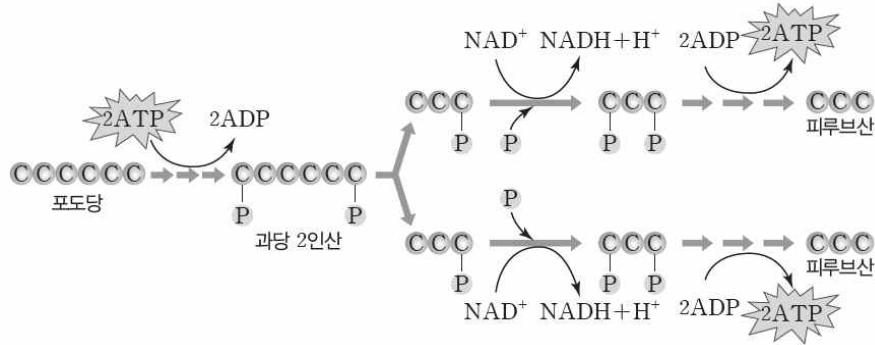 NAD⁺ NADH+H⁺ 2ADP 2ATP
2ATP 2ADP
CCC CCC CCC
피루브산
P P P P
CCCCCC CCCCCC
포도당
P P
과당 2인산
P
CCC CCC CCC
피루브산
P P P
NAD⁺ NADH+H⁺ 2ADP 2ATP